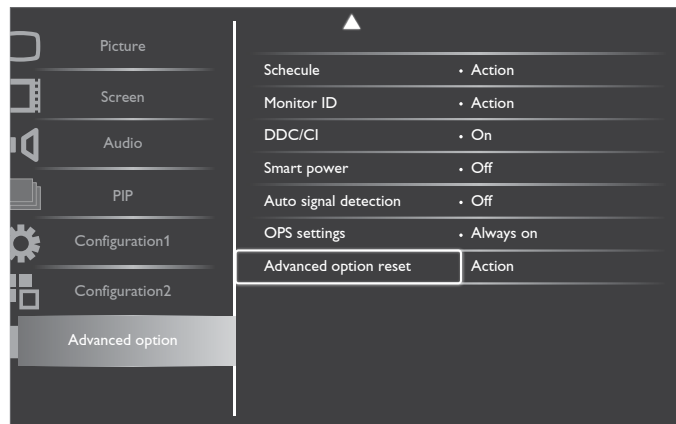 Picture
Screen
Audio
PIP
Configuration1
Configuration2
Advanced option
Schecule • Action
Monitor ID • Action
DDC/CI • On
Smart power • Off
Auto signal detection • Off
OPS settings • Always on
Advanced option reset Action